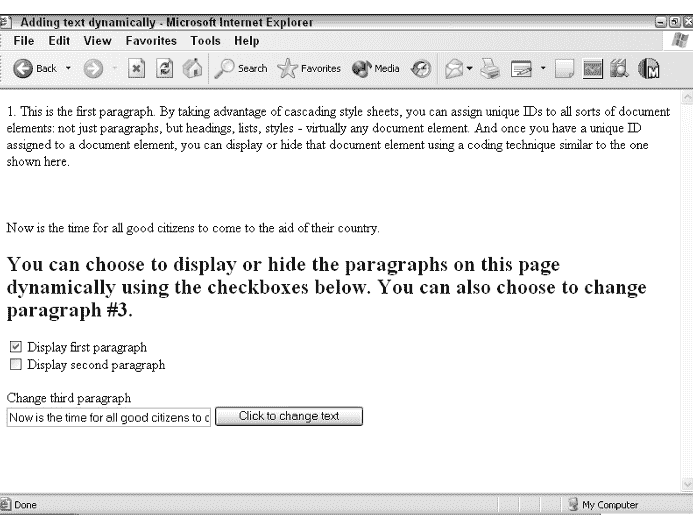 Adding text dynamically - Microsoft Internet Explorer
File Edit View Favorites Tools Help
Back Search Favorites Media
1. This is the first paragraph. By taking advantage of cascading style sheets, you can assign unique IDs to all sorts of document
elements: not just paragraphs, but headings, lists, styles - virtually any document element. And once you have a unique ID
assigned to a document element, you can display or hide that document element using a coding technique similar to the one
shown here.
Now is the time for all good citizens to come to the aid of their country.
You can choose to display or hide the paragraphs on this page
dynamically using the checkboxes below. You can also choose to change
paragraph #3.
Display first paragraph
Display second paragraph
Change third paragraph
Now is the time for all good citizens to c Click to change text
Done My Computer